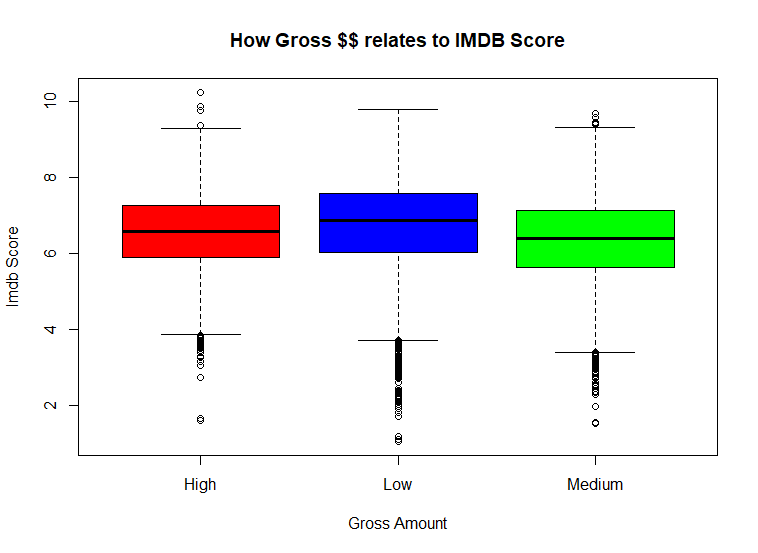 How Gross $$ relates to IMDB Score
10
8
6
4
2
Imdb Score
High Low Medium
Gross Amount